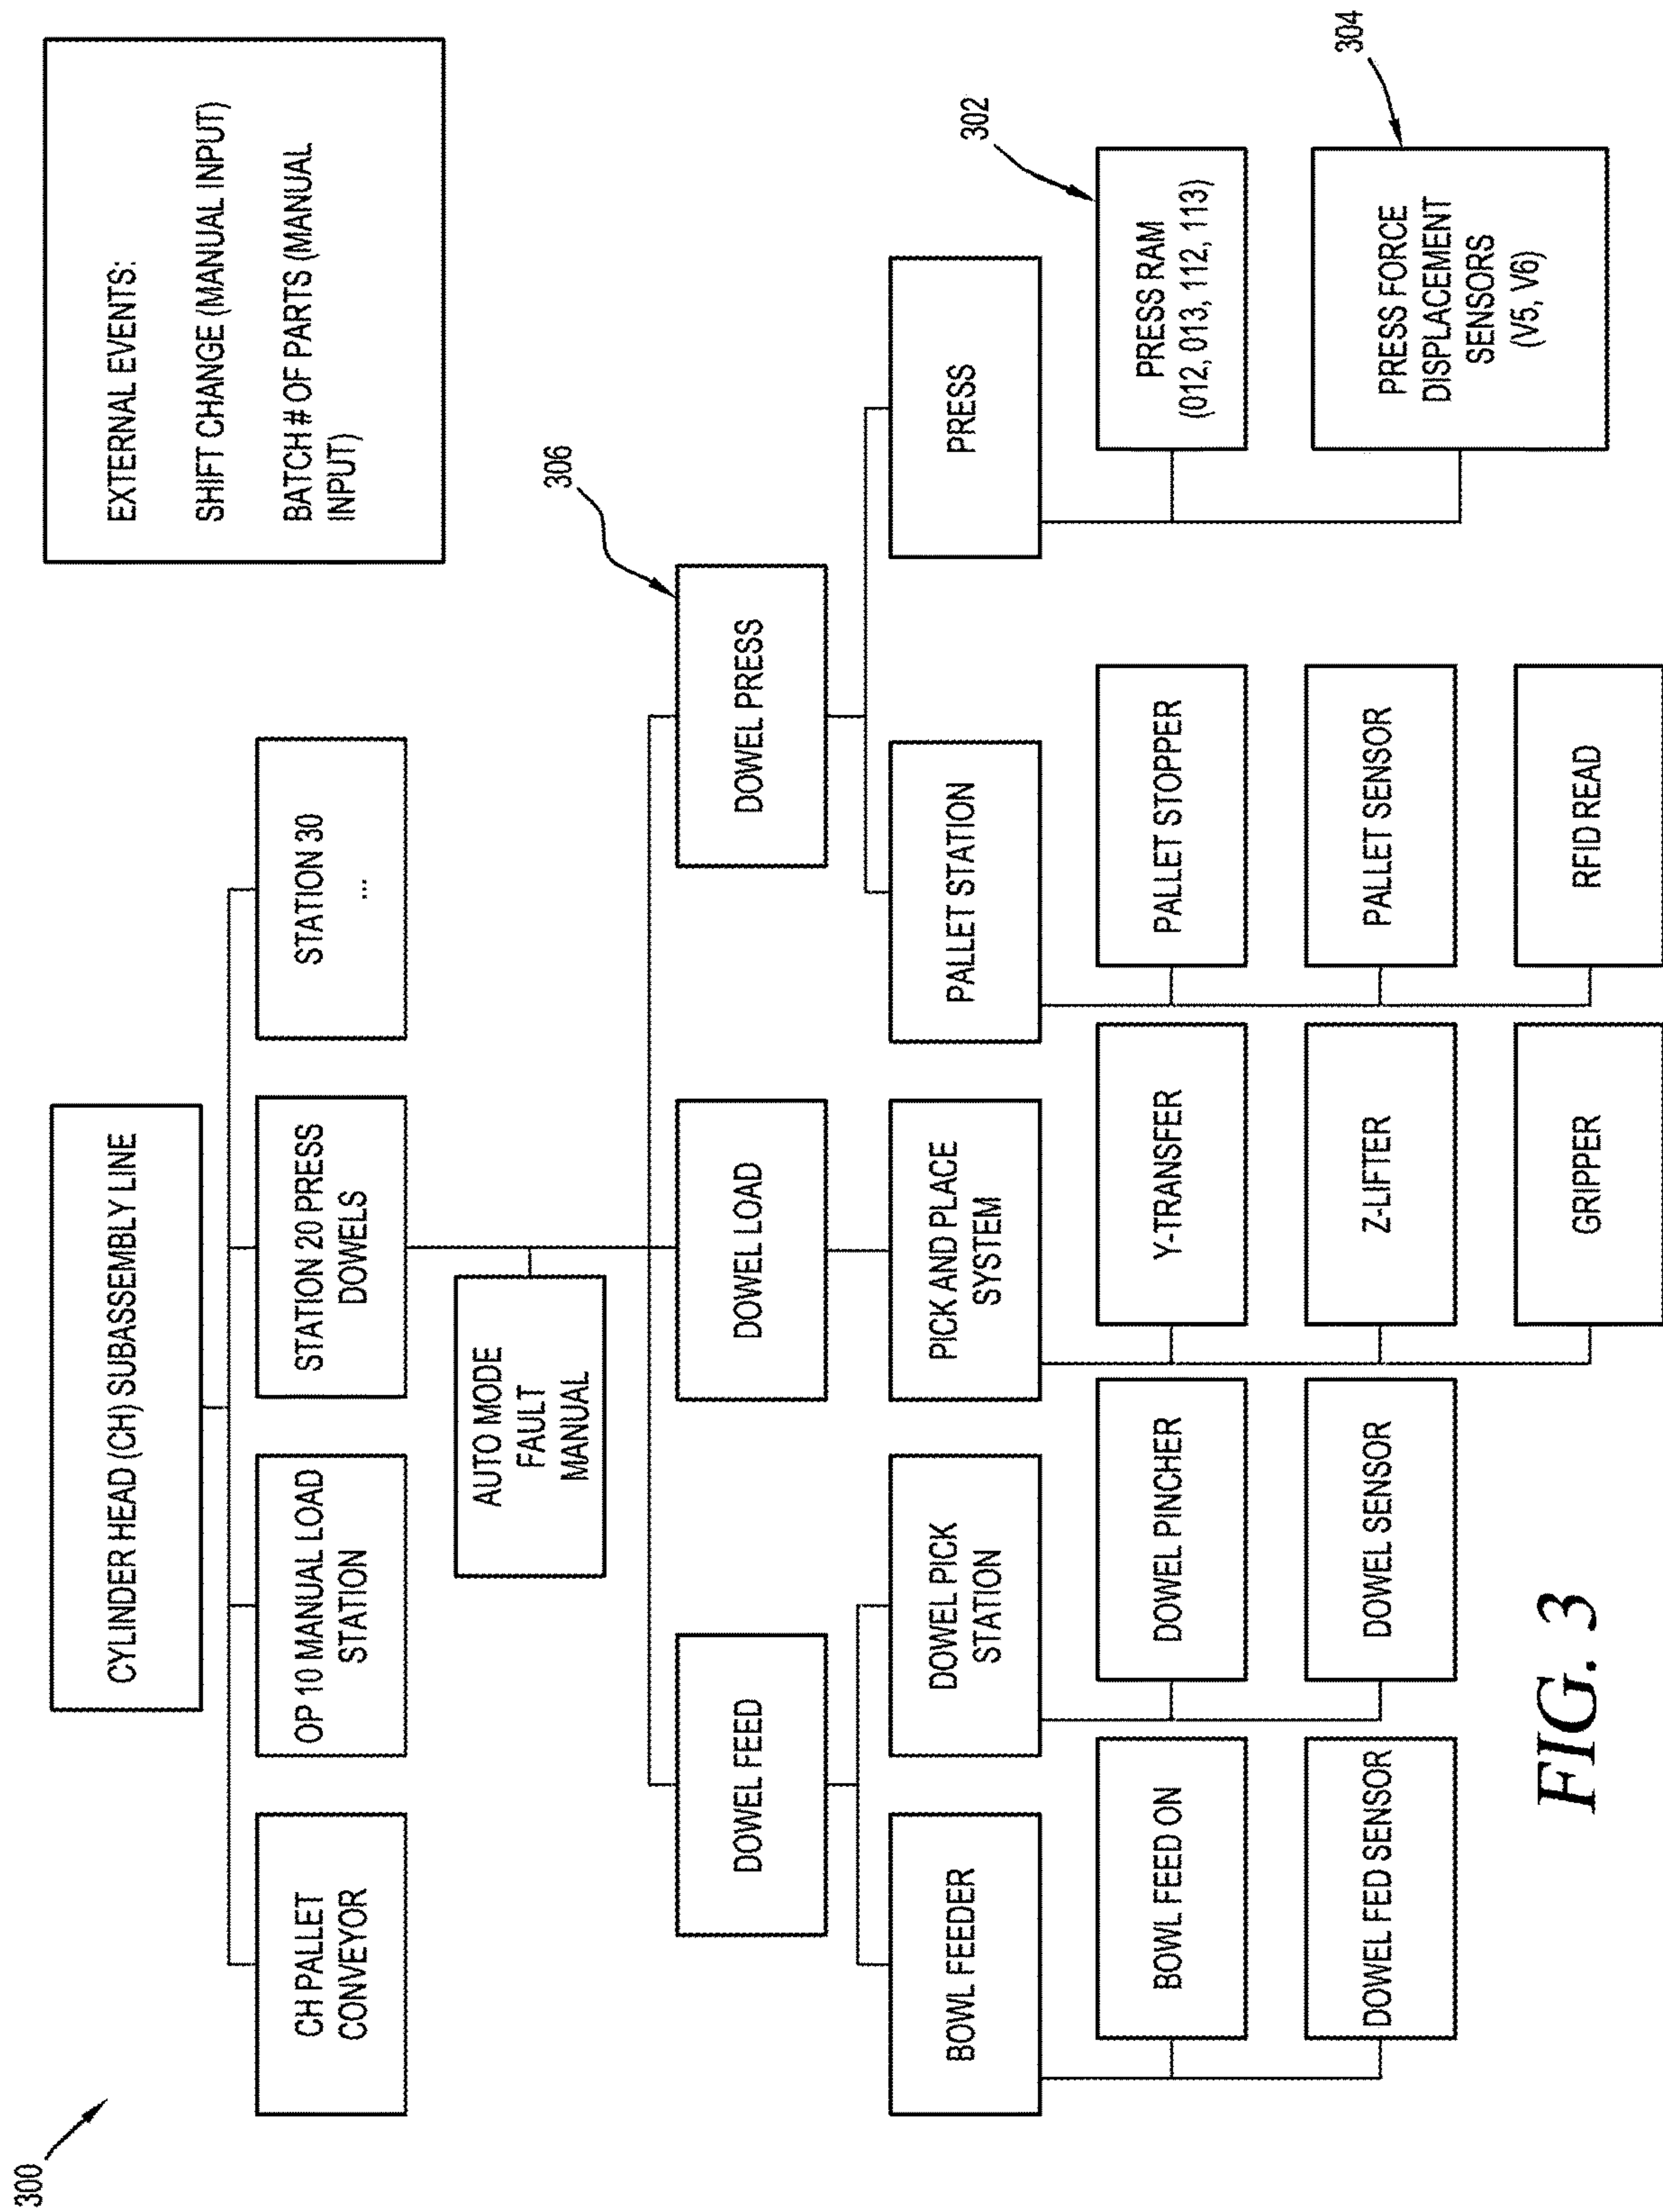 300
CYLINDER HEAD (CH) SUBASSEMBLY LINE
EXTERNAL EVENTS:
SHIFT CHANGE (MANUAL INPUT)
BATCH # OF PARTS (MANUAL
INPUT)
CH PALLET
CONVEYOR
OP 10 MANUAL LOAD
STATION
STATION 20 PRESS
DOWELS
STATION 30
...
AUTO MODE
FAULT
MANUAL
306
DOWEL FEED
DOWEL LOAD
DOWEL PRESS
BOWL FEEDER
DOWEL PICK
STATION
PICK AND PLACE
SYSTEM
PALLET STATION
PRESS
302
BOWL FEED ON
DOWEL PINCHER
Y-TRANSFER
PALLET STOPPER
PRESS RAM
(012, 013, 112, 113)
304
DOWEL FED SENSOR
DOWEL SENSOR
Z-LIFTER
PALLET SENSOR
PRESS FORCE
DISPLACEMENT
SENSORS
(V5, V6)
GRIPPER
RFID READ
FIG. 3